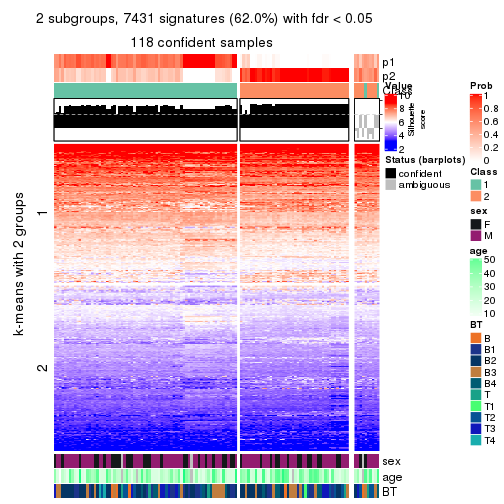 2 subgroups, 7431 signatures (62.0%) with fdr < 0.05
118 confident samples
p1
p2
Class
k-means with 2 groups
1
2
sex
age
BT
Value
10
8
6
4
2
Silhouette
score
Status (barplots)
confident
ambiguous
Prob
1
0.8
0.6
0.4
0.2
0
Class
1
2
sex
F
M
age
50
40
30
20
10
BT
B
B1
B2
B3
B4
T
T1
T2
T3
T4